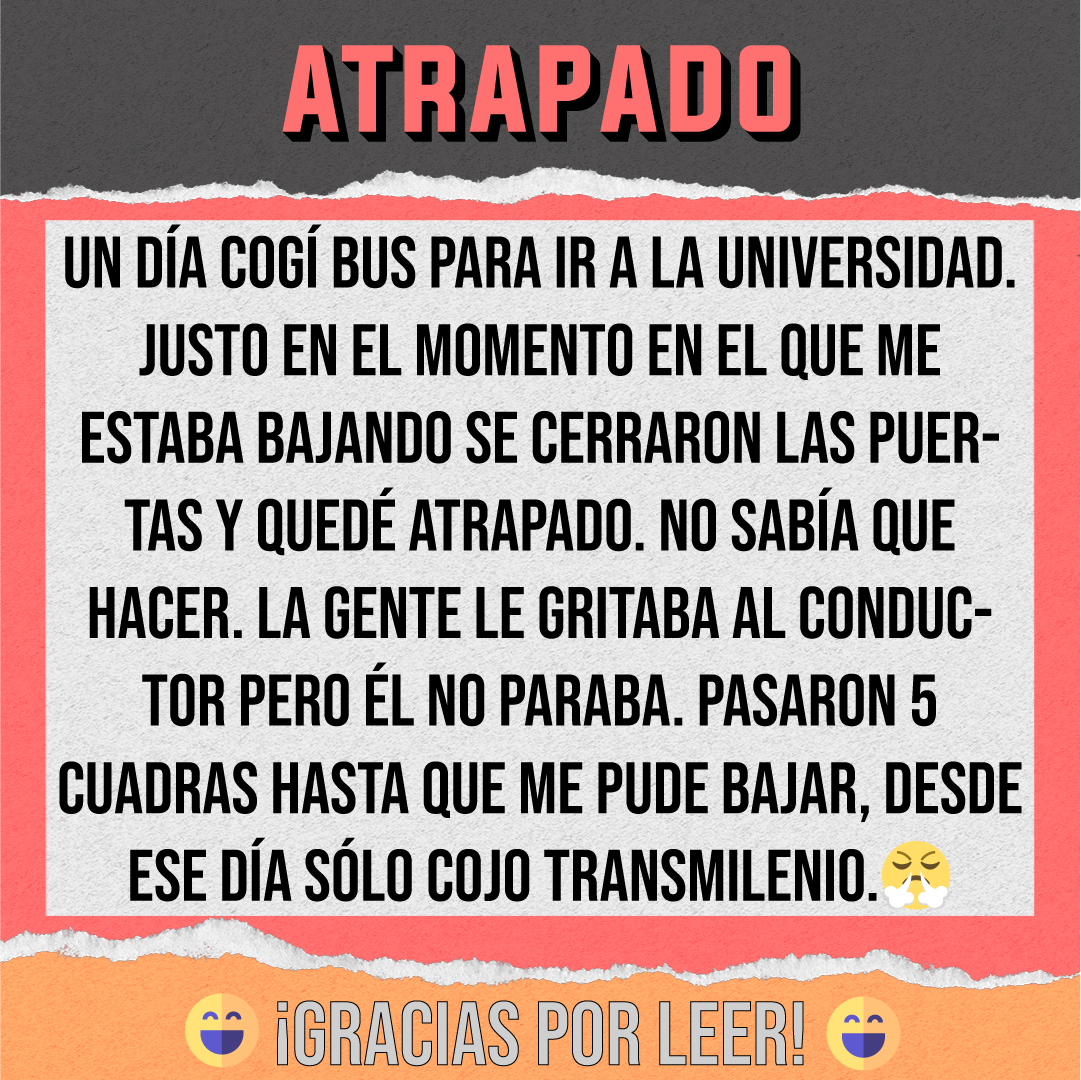 ATRAPADO
UN DÍA COGÍ BUS PARA IR A LA UNIVERSIDAD.
JUSTO EN EL MOMENTO EN EL QUE ME
ESTABA BAJANDO SE CERRARON LAS PUER-
TAS Y QUEDÉ ATRAPADO. NO SABÍA QUE
HACER. LA GENTE LE GRITABA AL CONDUC-
TOR PERO ÉL NO PARABA. PASARON 5
CUADRAS HASTA QUE ME PUDE BAJAR, DESDE
ESE DÍA SÓLO COJO TRANSMILENIO.
¡GRACIAS POR LEER!